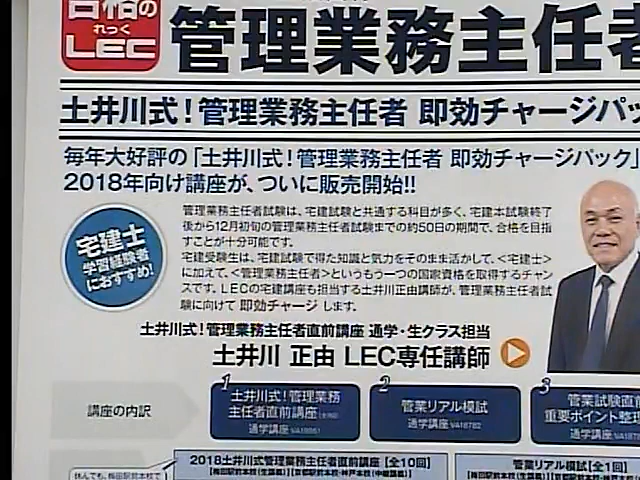 合格の
れっく
LEC
管理業務主任者
土井川式!管理業務主任者 即効チャージパッ
毎年大好評の「土井川式!管理業務主任者 即効チャージパック」
2018年向け講座が、ついに販売開始!!
管理業務主任者試験は、宅建試験と共通する科目が多く、宅建本試験終了
後から12月初旬の管理業務主任者試験までの約50日の期間で、合格を目指
すことが十分可能です。
宅建受験生は、宅建試験で得た知識と気力をそのまま活かして、<宅建士>
に加えて、<管理業務主任者>というもう一つの国家資格を取得するチャン
スです。LECの宅建講座も担当する土井川正由講師が、管理業務主任者試
験に向けて 即効チャージ します。
宅建士
学習経験者
におすすめ!
土井川式!管理業務主任者直前講座 通学・生クラス担当
土井川 正由 LEC専任講師
講座の内訳
1
土井川式!管理業務
主任者直前講座
通学講座
2
管業リアル模試
通学講座 VA18782
3
管業試験直前
重要ポイント整理
通学講座
2018土井川式管理業務主任者直前講座 [全10回]
管業リアル模試[全1回]
休んでも、梅田駅前本校で